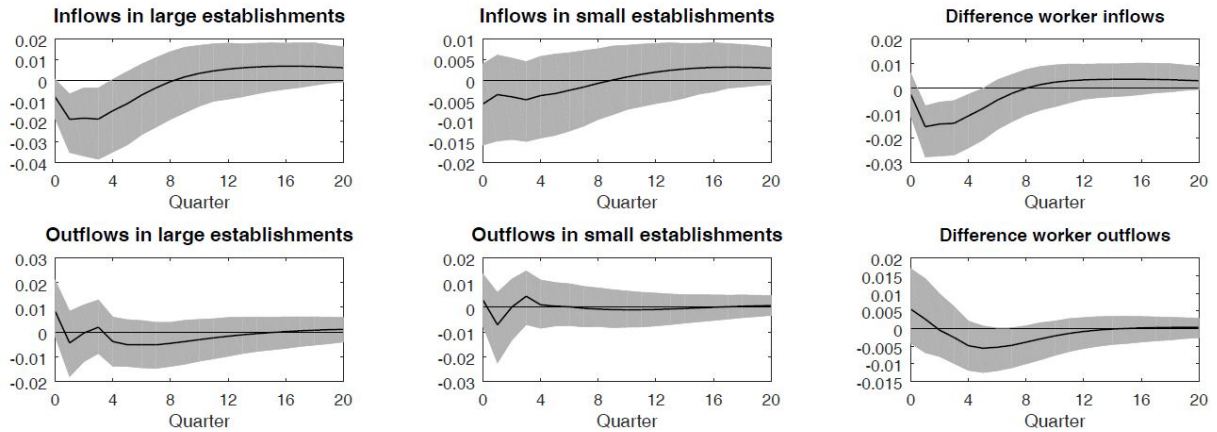 Inflows in large establishments
0.02
0.01
0
-0.01
-0.02
-0.03
-0.04
0 4 8 12 16 20
Quarter
Inflows in small establishments
0.01
0.005
0
-0.005
-0.01
-0.015
-0.02
0 4 8 12 16 20
Quarter
Difference worker inflows
0.02
0.01
0
-0.01
-0.02
-0.03
0 4 8 12 16 20
Quarter
Outflows in large establishments
0.03
0.02
0.01
0
-0.01
-0.02
0 4 8 12 16 20
Quarter
Outflows in small establishments
0.02
0.01
0
-0.01
-0.02
-0.03
0 4 8 12 16 20
Quarter
Difference worker outflows
0.02
0.015
0.01
0.005
0
-0.005
-0.01
-0.015
0 4 8 12 16 20
Quarter